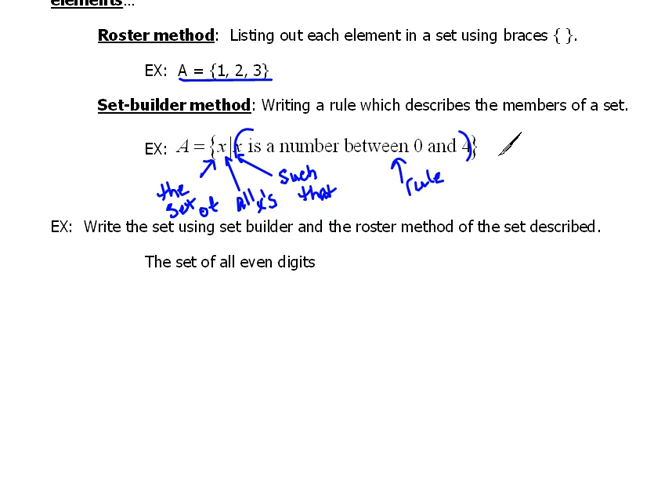 elements...
Roster method: Listing out each element in a set using braces { }.
EX: A = {1, 2, 3}
Set-builder method: Writing a rule which describes the members of a set.
EX: A = {x|x is a number between 0 and 4}
the set of
all x's
such that
rule
EX: Write the set using set builder and the roster method of the set described.
The set of all even digits